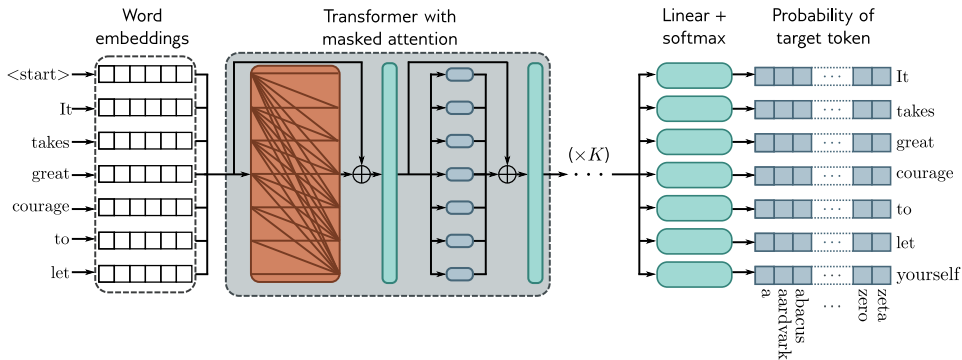 Word
embeddings
Transformer with
masked attention
Linear +
softmax
Probability of
target token
<start>
It
takes
great
courage
to
let
(×K)
· · · ·
It
takes
great
courage
to
let
yourself
. . .
. . .
. . .
. . .
. . .
. . .
. . .
a
aardvark
abacus
...
zero
zeta